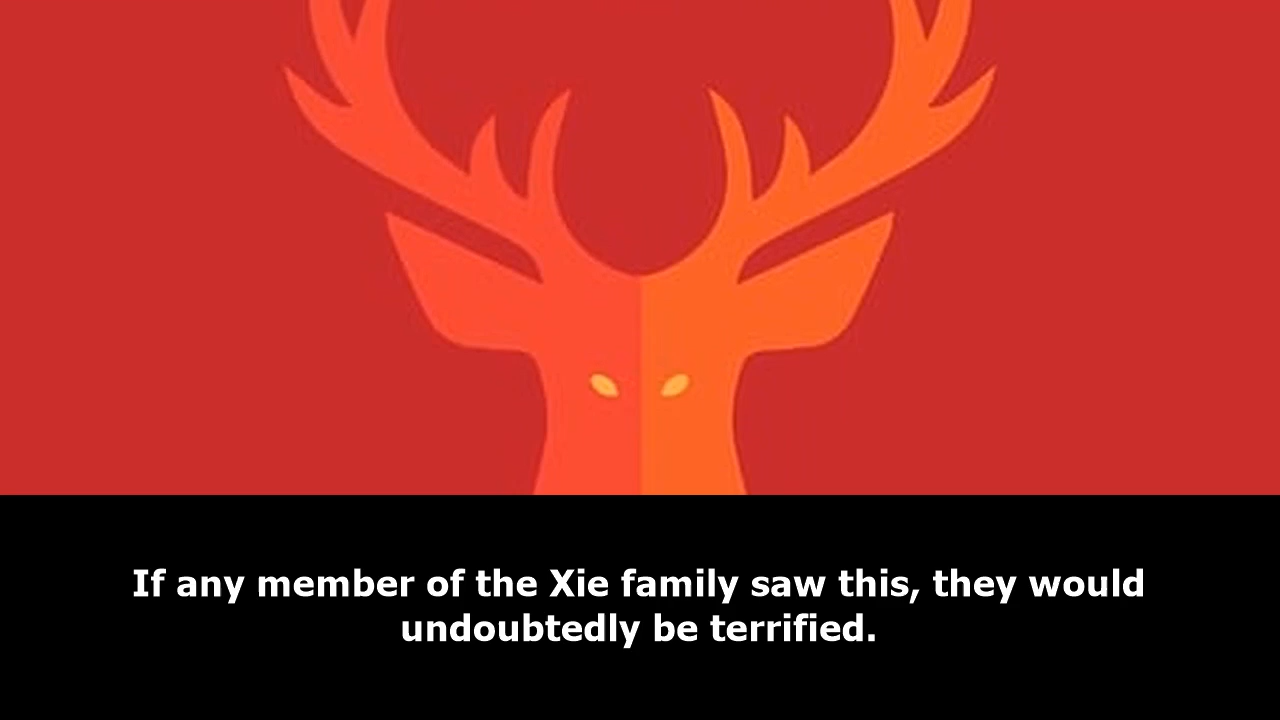 If any member of the Xie family saw this, they would
undoubtedly be terrified.